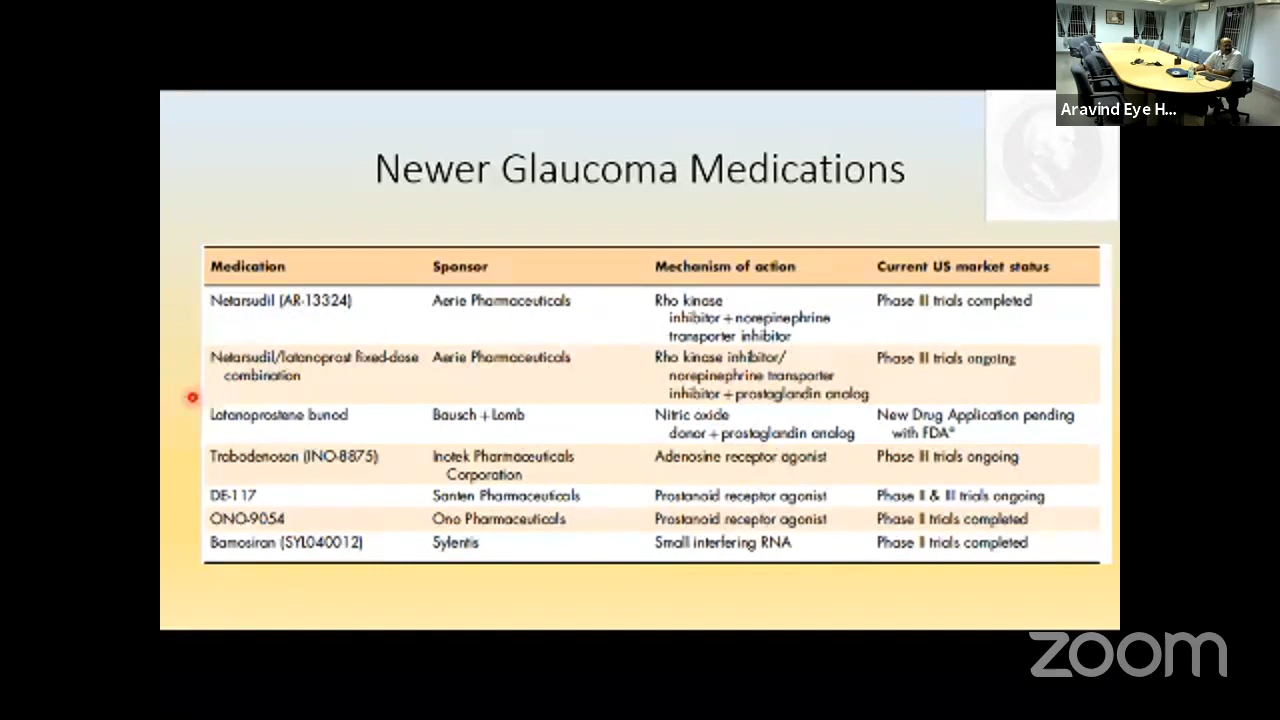 Aravind Eye H...
Newer Glaucoma Medications
Medication Sponsor Mechanism of action Current US market status
Netarsudil (AR-13324) Aerie Pharmaceuticals Rho kinase Phase III trials completed
inhibitor + norepinephrine
transporter inhibitor
Netarsudil/latanoprost fixed-dose Aerie Pharmaceuticals Rho kinase inhibitor/ Phase III trials ongoing
combination norepinephrine transporter
inhibitor + prostaglandin analog
Latanoprostene bunod Bausch + Lomb Nitric oxide New Drug Application pending
donor + prostaglandin analog with FDA*
Trabodenoson (INO-8875) Inotek Pharmaceuticals Adenosine receptor agonist Phase III trials ongoing
Corporation
DE-117 Santen Pharmaceuticals Prostanoid receptor agonist Phase II & III trials ongoing
ONO-9054 Ono Pharmaceuticals Prostanoid receptor agonist Phase II trials completed
Bamosiran (SYL040012) Sylentis Small interfering RNA Phase II trials completed
zoom